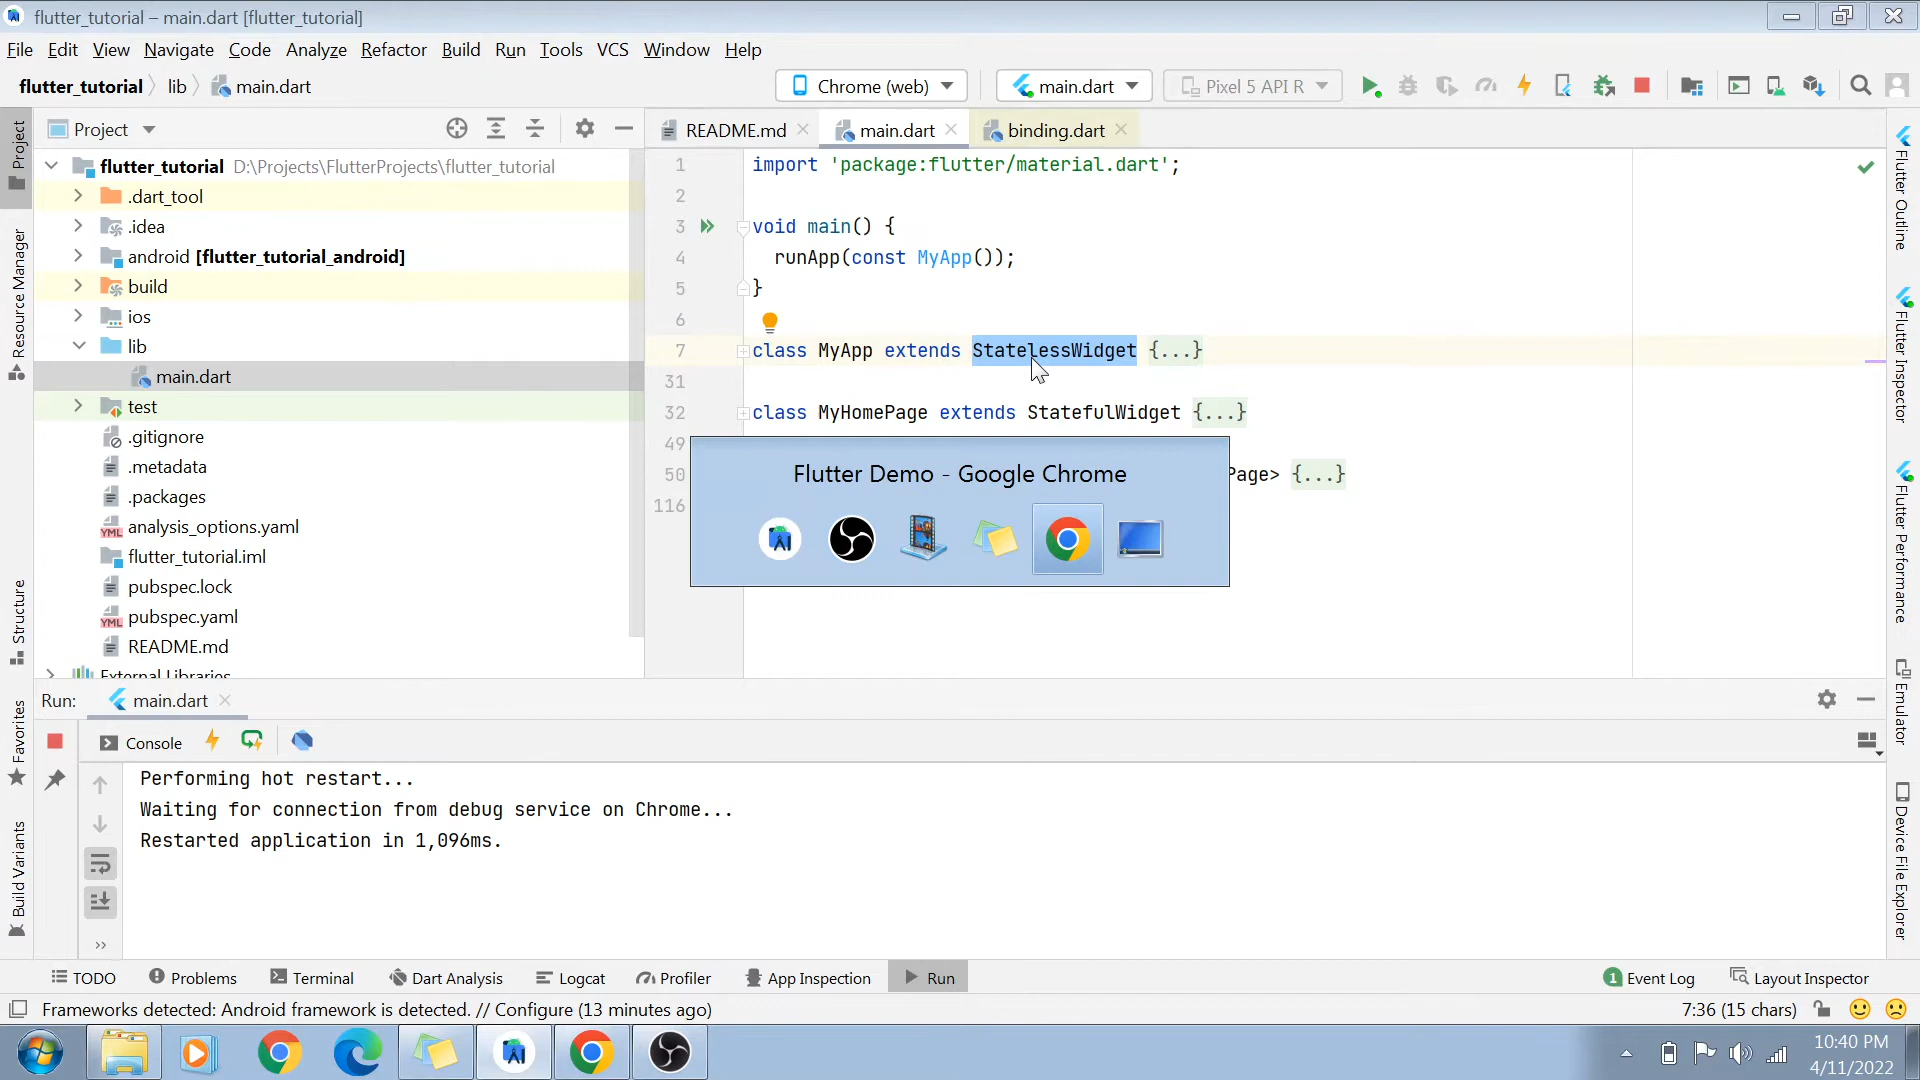 flutter_tutorial – main.dart [flutter_tutorial]
File Edit View Navigate Code Analyze Refactor Build Run Tools VCS Window Help
flutter_tutorial lib main.dart Chrome (web) main.dart Pixel 5 API R
Project
README.md main.dart binding.dart
flutter_tutorial D:\Projects\FlutterProjects\flutter_tutorial
.dart_tool
.idea
android [flutter_tutorial_android]
build
ios
lib
main.dart
test
.gitignore
.metadata
.packages
analysis_options.yaml
flutter_tutorial.iml
pubspec.lock
pubspec.yaml
README.md
External Libraries
1 import 'package:flutter/material.dart';
2
3 void main() {
4 runApp(const MyApp());
5 }
6
7 class MyApp extends StatelessWidget {...}
31
32 class MyHomePage extends StatefulWidget {...}
49
50 Page> {...}
116
Flutter Demo - Google Chrome
Project
Resource Manager
Structure
Favorites
Build Variants
Flutter Outline
Flutter Inspector
Flutter Performance
Emulator
Device File Explorer
Run: main.dart
Console
Performing hot restart...
Waiting for connection from debug service on Chrome...
Restarted application in 1,096ms.
TODO Problems Terminal Dart Analysis Logcat Profiler App Inspection Run 1 Event Log Layout Inspector
Frameworks detected: Android framework is detected. // Configure (13 minutes ago) 7:36 (15 chars)
10:40 PM
4/11/2022